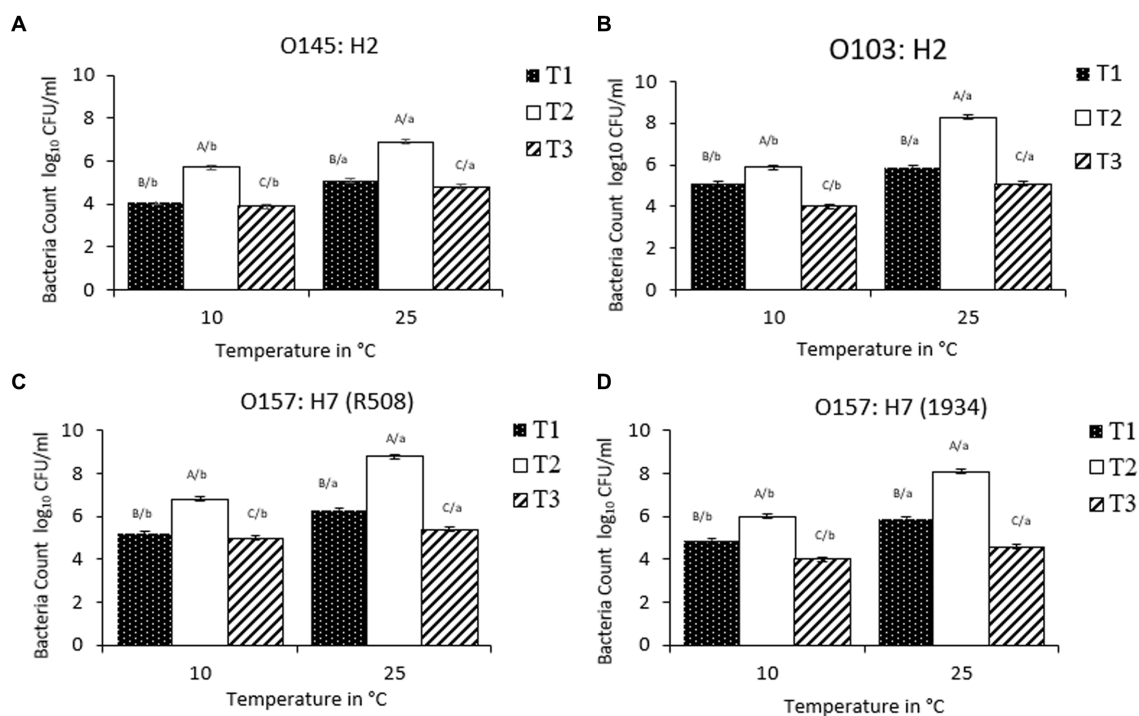 A
O145: H2
Bacteria Count log₁₀ CFU/ml
10
8
6
4
2
0
B/b
A/b
C/b
B/a
A/a
C/a
10
25
Temperature in °C
T1
T2
T3
B
O103: H2
Bacteria Count log10 CFU/ml
10
8
6
4
2
0
B/b
A/b
C/b
B/a
A/a
C/a
10
25
Temperature in °C
T1
T2
T3
C
O157: H7 (R508)
Bacteria Count log₁₀ CFU/ml
10
8
6
4
2
0
B/b
A/b
C/b
B/a
A/a
C/a
10
25
Temperature in °C
T1
T2
T3
D
O157: H7 (1934)
Bacteria Count log₁₀ CFU/ml
10
8
6
4
2
0
B/b
A/b
C/b
B/a
A/a
C/a
10
25
Temperature in °C
T1
T2
T3